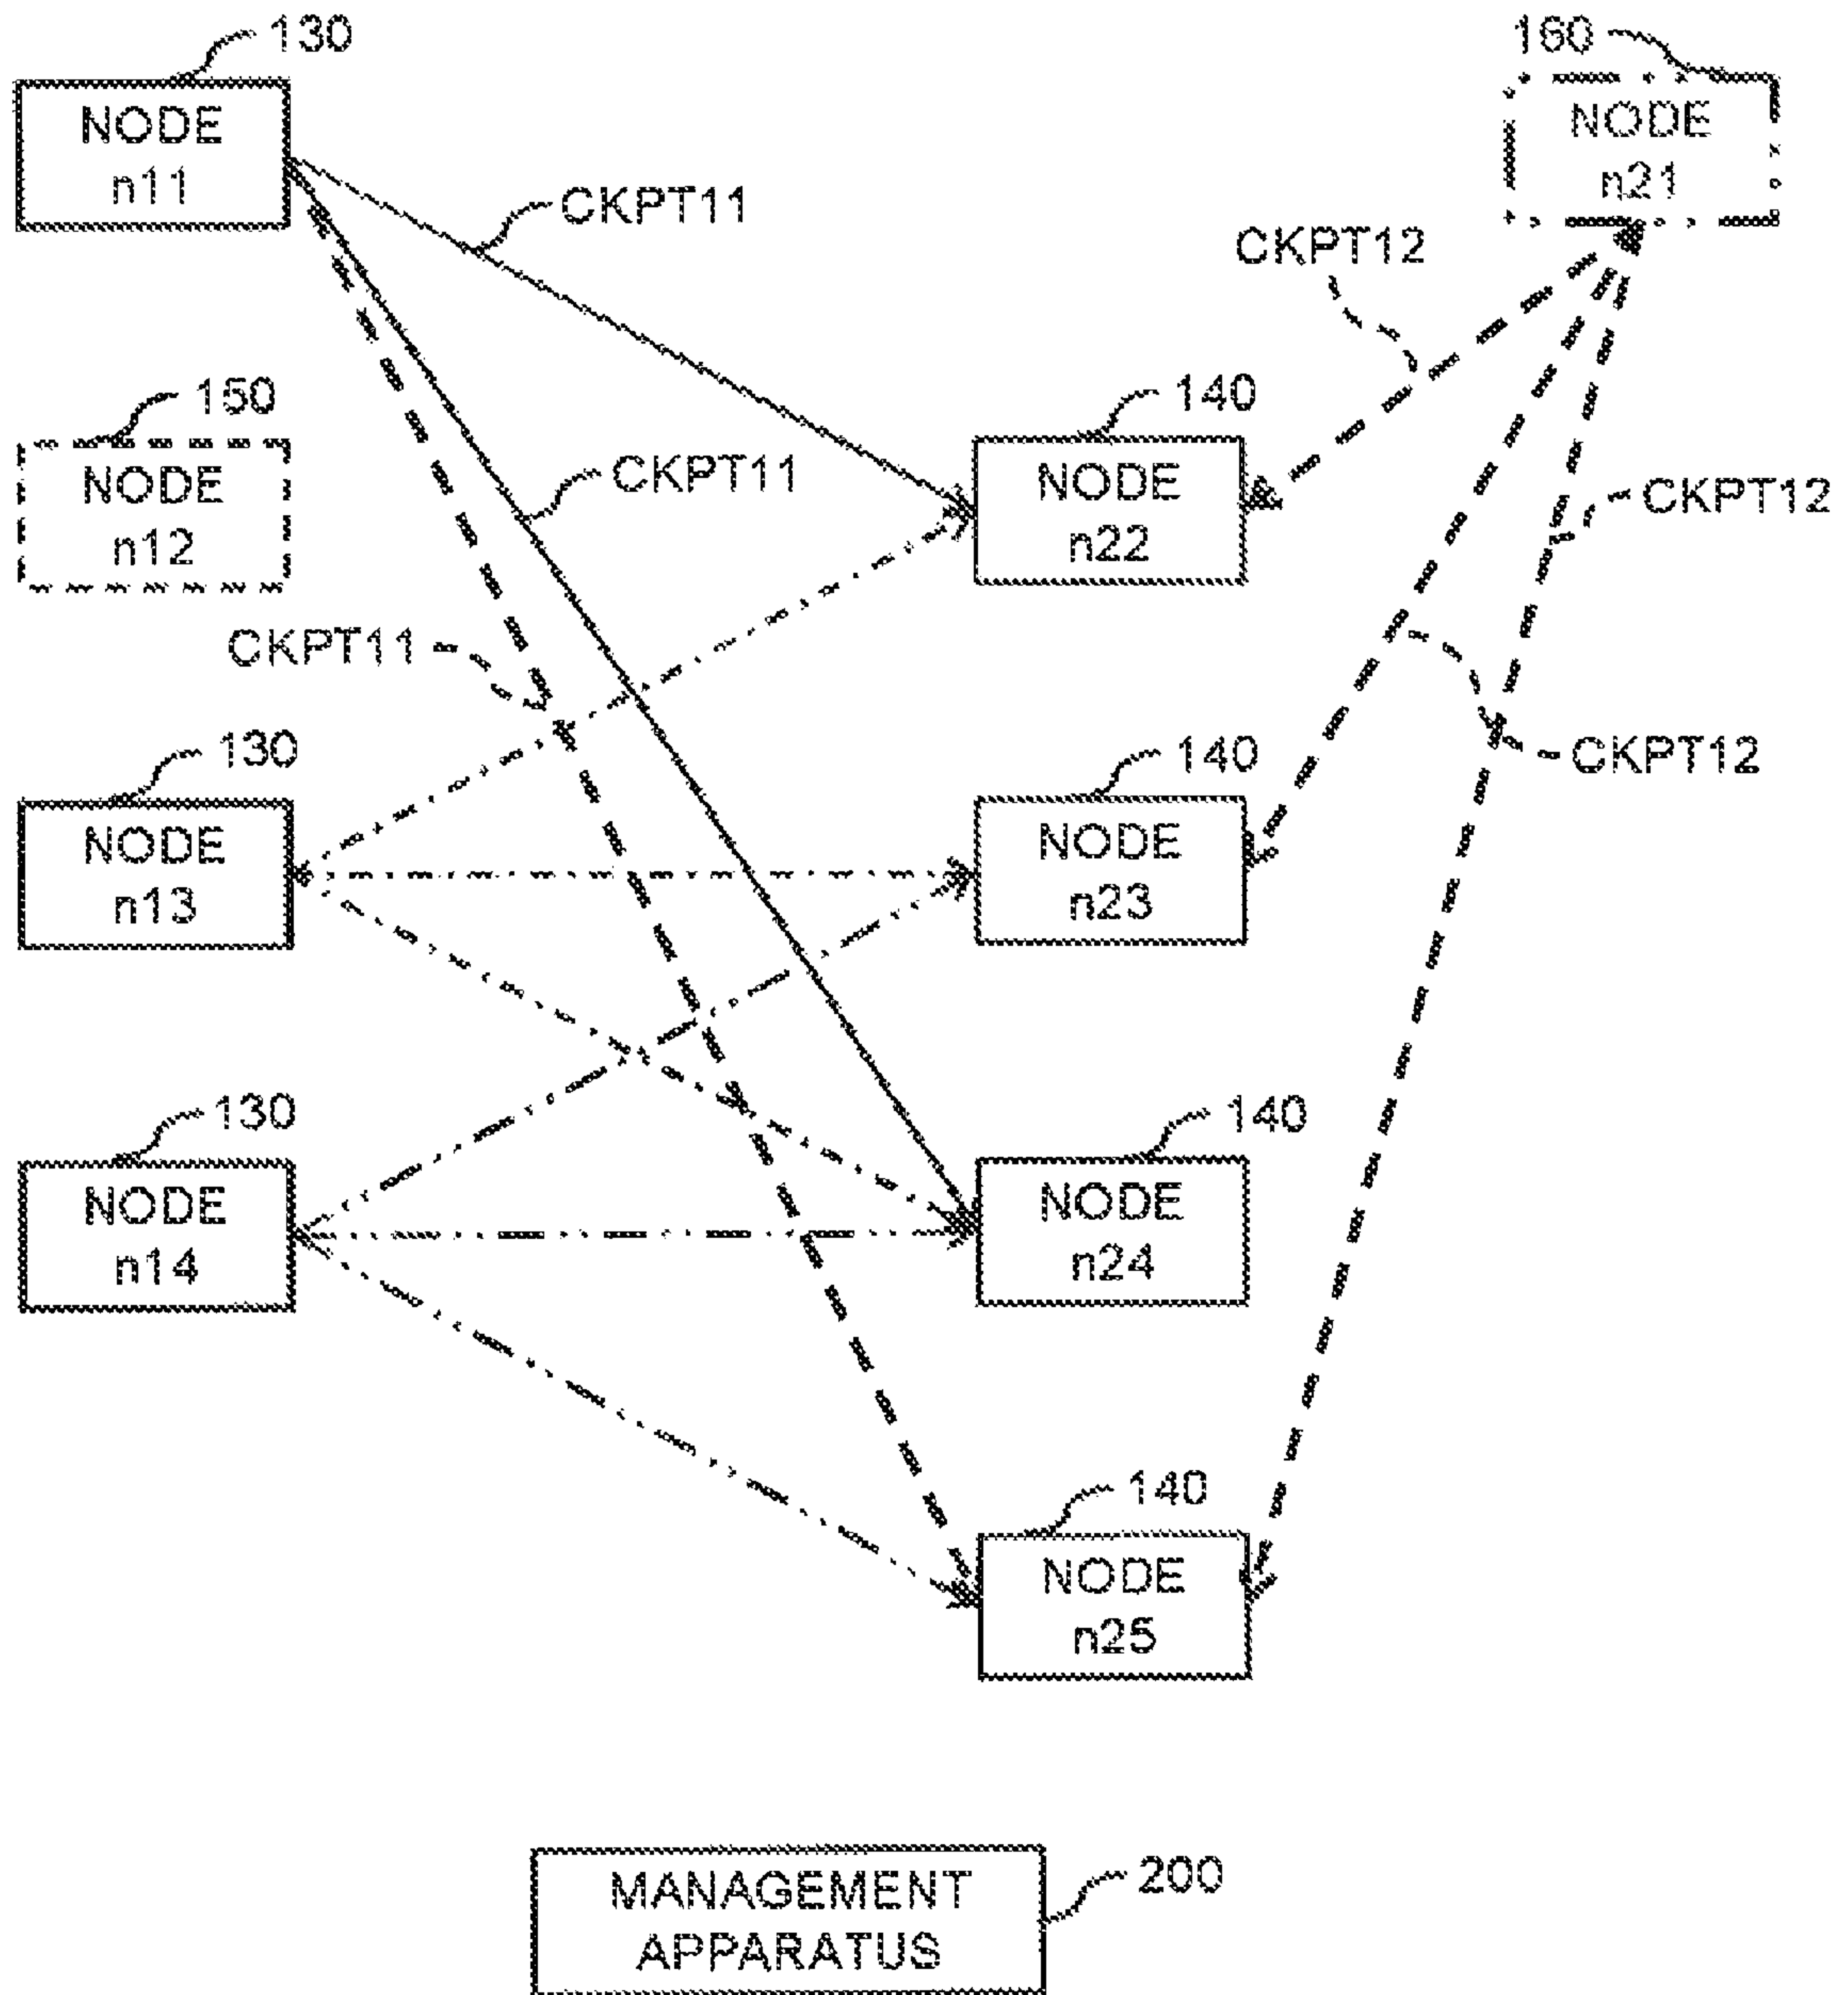 130
160
NODE
n11
NODE
n21
CKPT11
CKPT12
150
140
NODE
n12
CKPT11
NODE
n22
CKPT12
CKPT11
130
140
CKPT12
NODE
n13
NODE
n23
130
140
NODE
n14
NODE
n24
140
NODE
n25
MANAGEMENT
APPARATUS
200